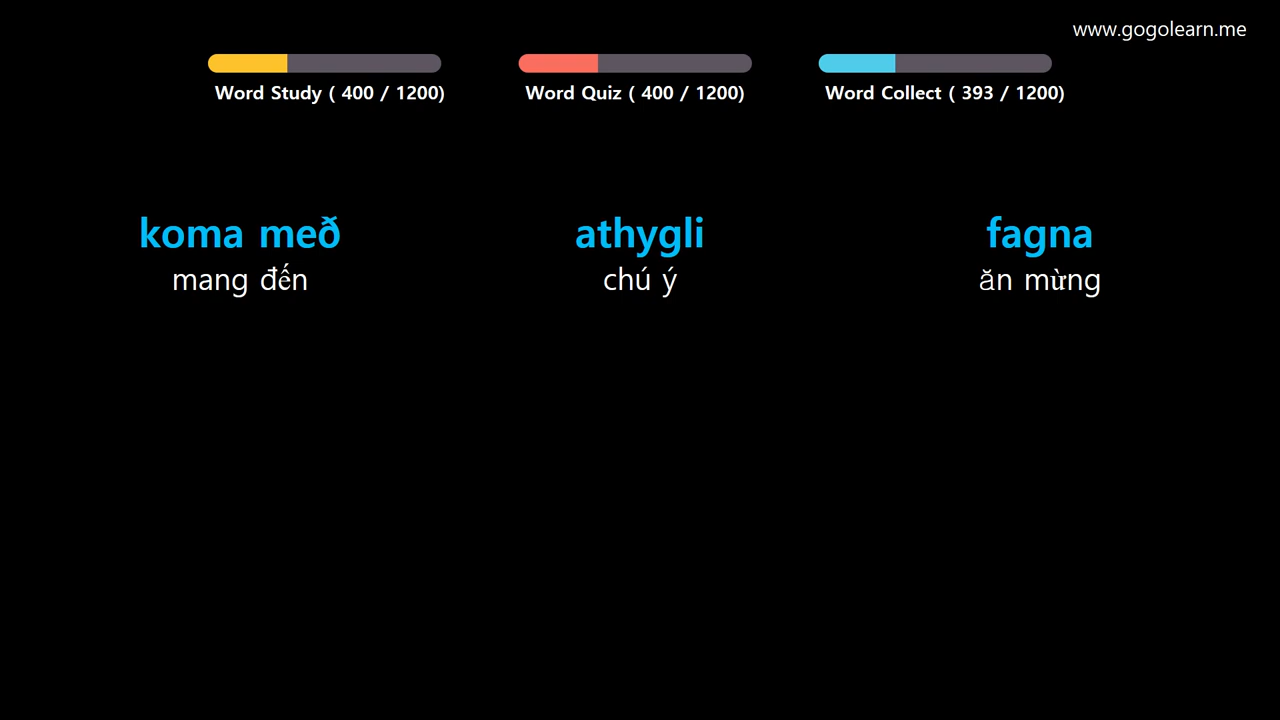 www.gogolearn.me
Word Study ( 400 / 1200)
Word Quiz ( 400 / 1200)
Word Collect ( 393 / 1200)
koma með
mang đến
athygli
chú ý
fagna
ăn mừng